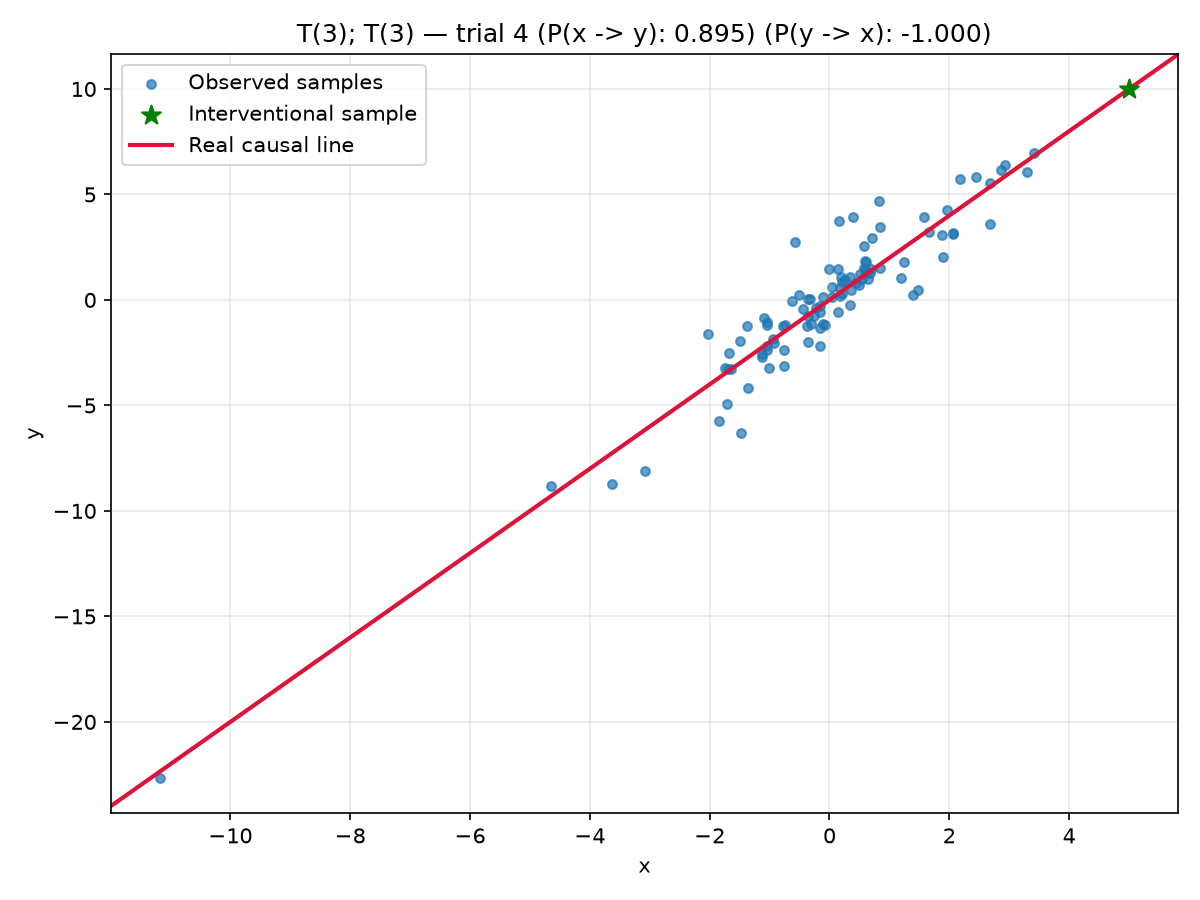 T(3); T(3) — trial 4 (P(x -> y): 0.895) (P(y -> x): -1.000)
Observed samples
Interventional sample
Real causal line
10
5
0
−5
−10
−15
−20
y
−10
−8
−6
−4
−2
0
2
4
x